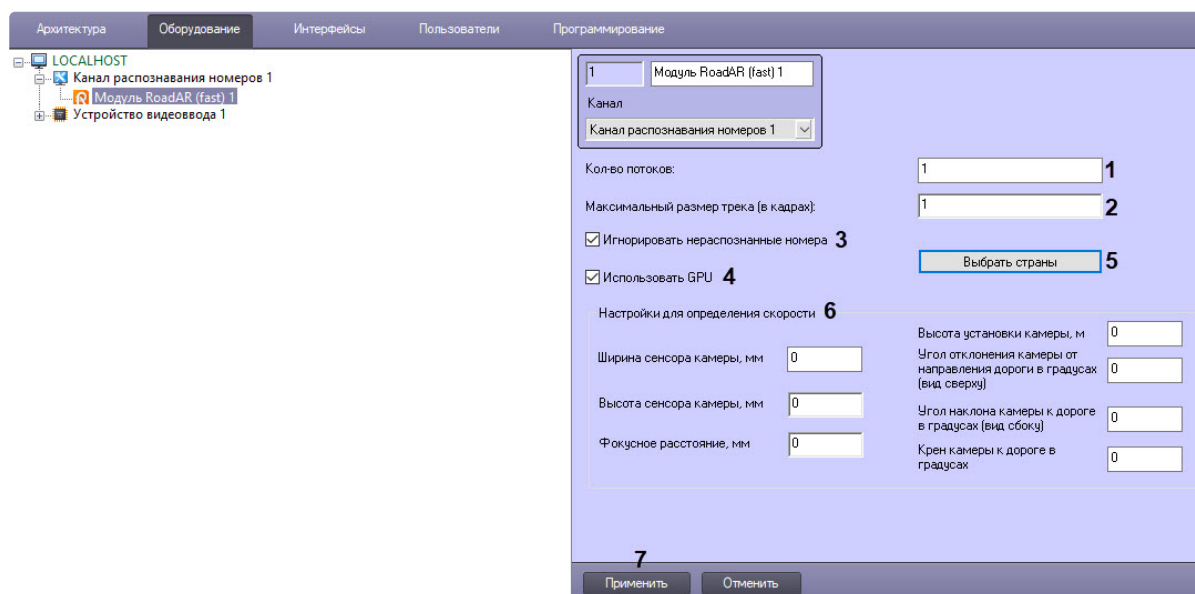 Архитектура Оборудование Интерфейсы Пользователи Программирование
LOCALHOST
Канал распознавания номеров 1
Модуль RoadAR (fast) 1
Устройство видеоввода 1
1 Модуль RoadAR (fast) 1
Канал
Канал распознавания номеров 1
Кол-во потоков: 1 1
Максимальный размер трека (в кадрах): 1 2
Игнорировать нераспознанные номера 3
Выбрать страны 5
Использовать GPU 4
Настройки для определения скорости 6
Ширина сенсора камеры, мм 0
Высота сенсора камеры, мм 0
Фокусное расстояние, мм 0
Высота установки камеры, м 0
Угол отклонения камеры от
направления дороги в градусах 0
(вид сверху)
Угол наклона камеры к дороге
в градусах (вид сбоку) 0
Крен камеры к дороге в
градусах 0
7
Применить Отменить